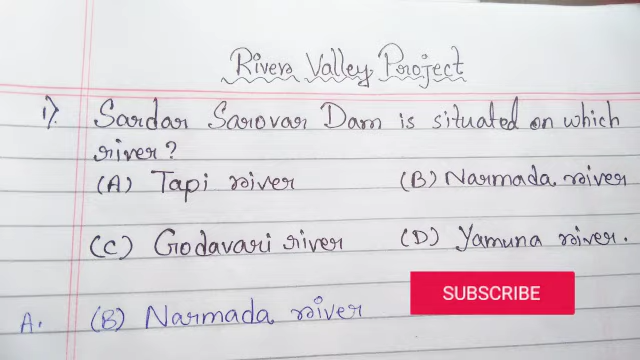 River Valley Project
1). Sardar Sarovar Dam is situated on which
river?
(A) Tapi river (B) Narmada river
(C) Godavari river (D) Yamuna river.
A. (B) Narmada river
SUBSCRIBE